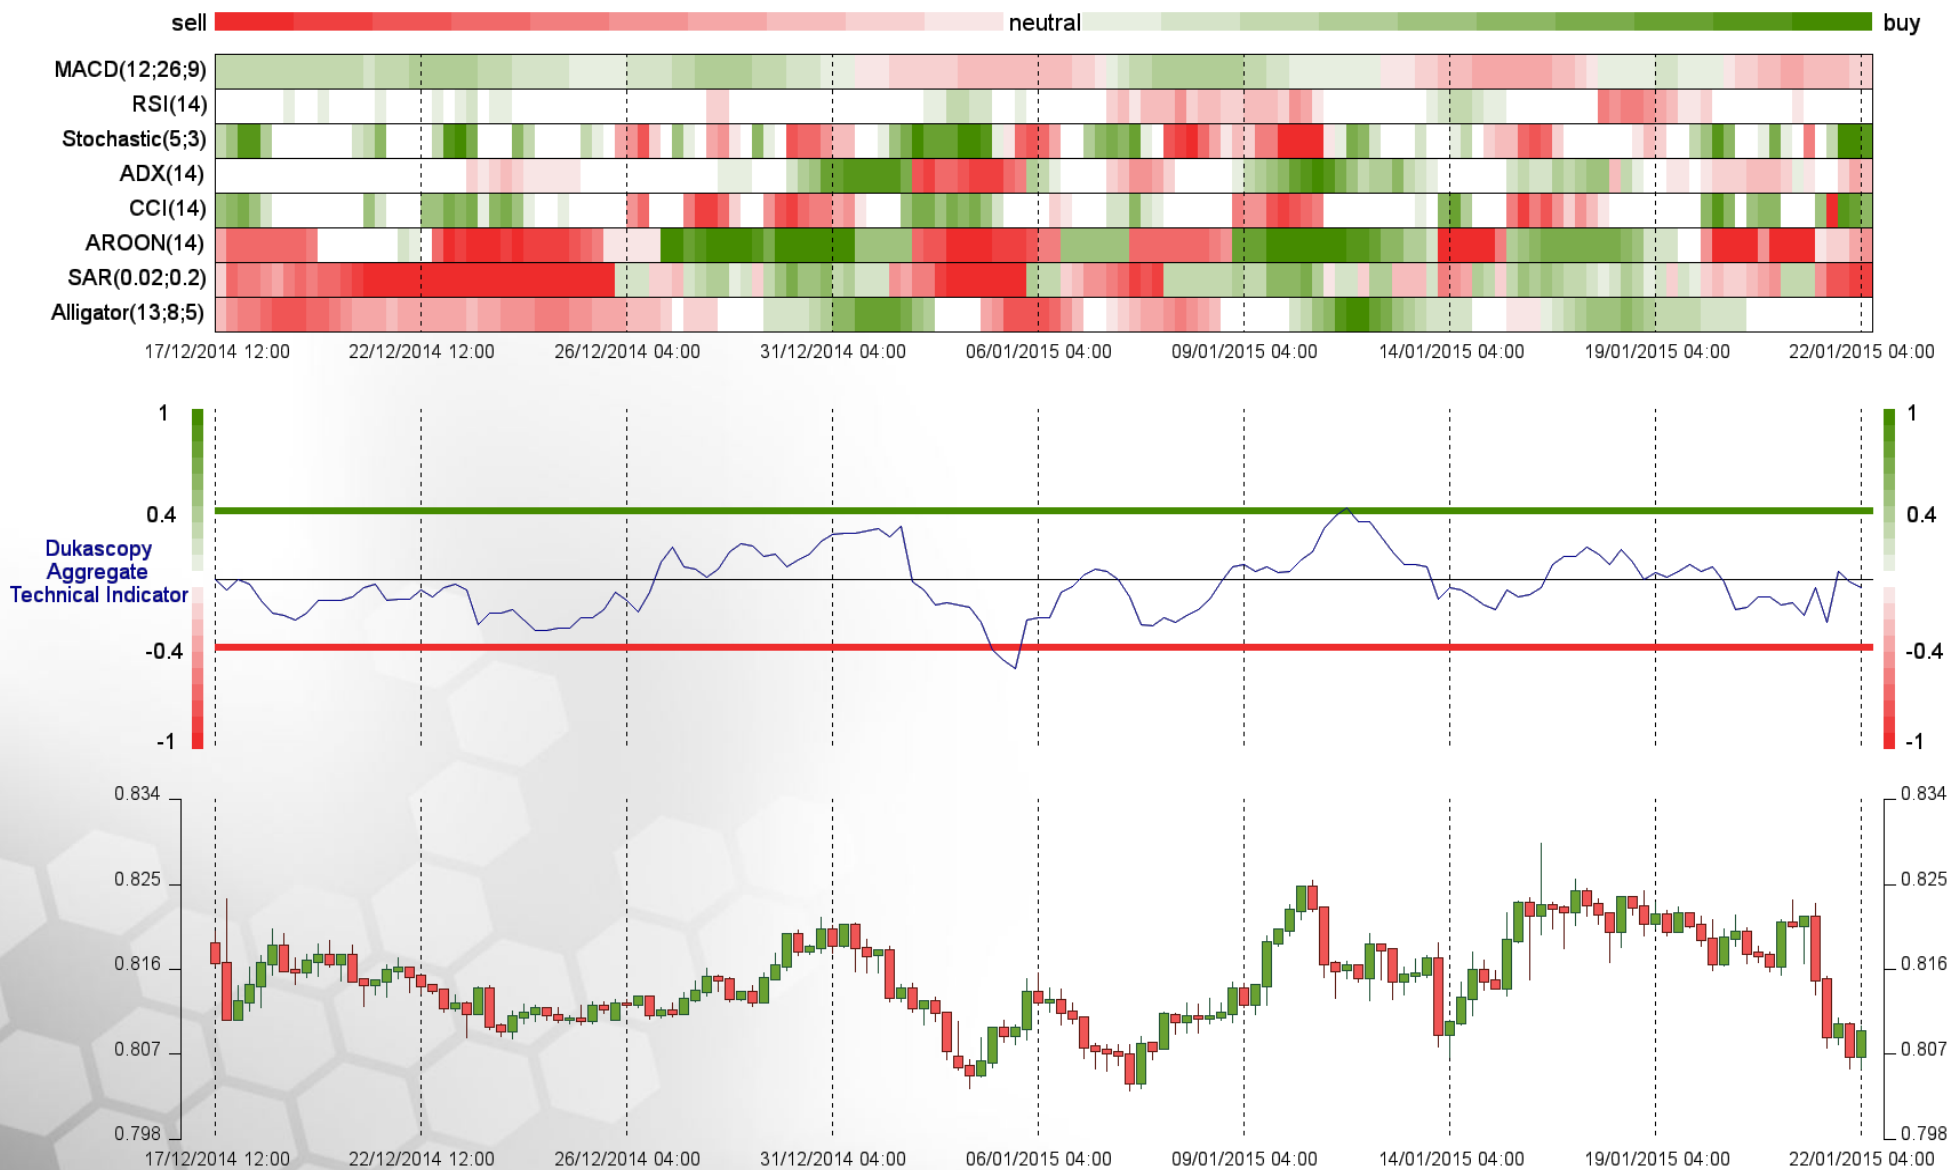 sell neutral buy
MACD(12;26;9)
RSI(14)
Stochastic(5;3)
ADX(14)
CCI(14)
AROON(14)
SAR(0.02;0.2)
Alligator(13;8;5)
17/12/2014 12:00 22/12/2014 12:00 26/12/2014 04:00 31/12/2014 04:00 06/01/2015 04:00 09/01/2015 04:00 14/01/2015 04:00 19/01/2015 04:00 22/01/2015 04:00
1 1
0.4 0.4
Dukascopy
Aggregate
Technical Indicator
-0.4 -0.4
-1 -1
0.834 0.834
0.825 0.825
0.816 0.816
0.807 0.807
0.798 0.798
17/12/2014 12:00 22/12/2014 12:00 26/12/2014 04:00 31/12/2014 04:00 06/01/2015 04:00 09/01/2015 04:00 14/01/2015 04:00 19/01/2015 04:00 22/01/2015 04:00